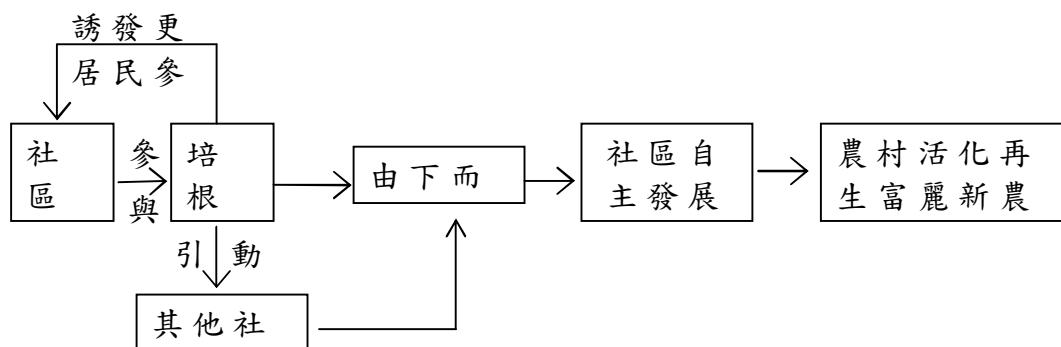 誘發更
居民參
社
區
參
與
培
根
由下而
社區自
主發展
農村活化再
生富麗新農
引 動
其他社